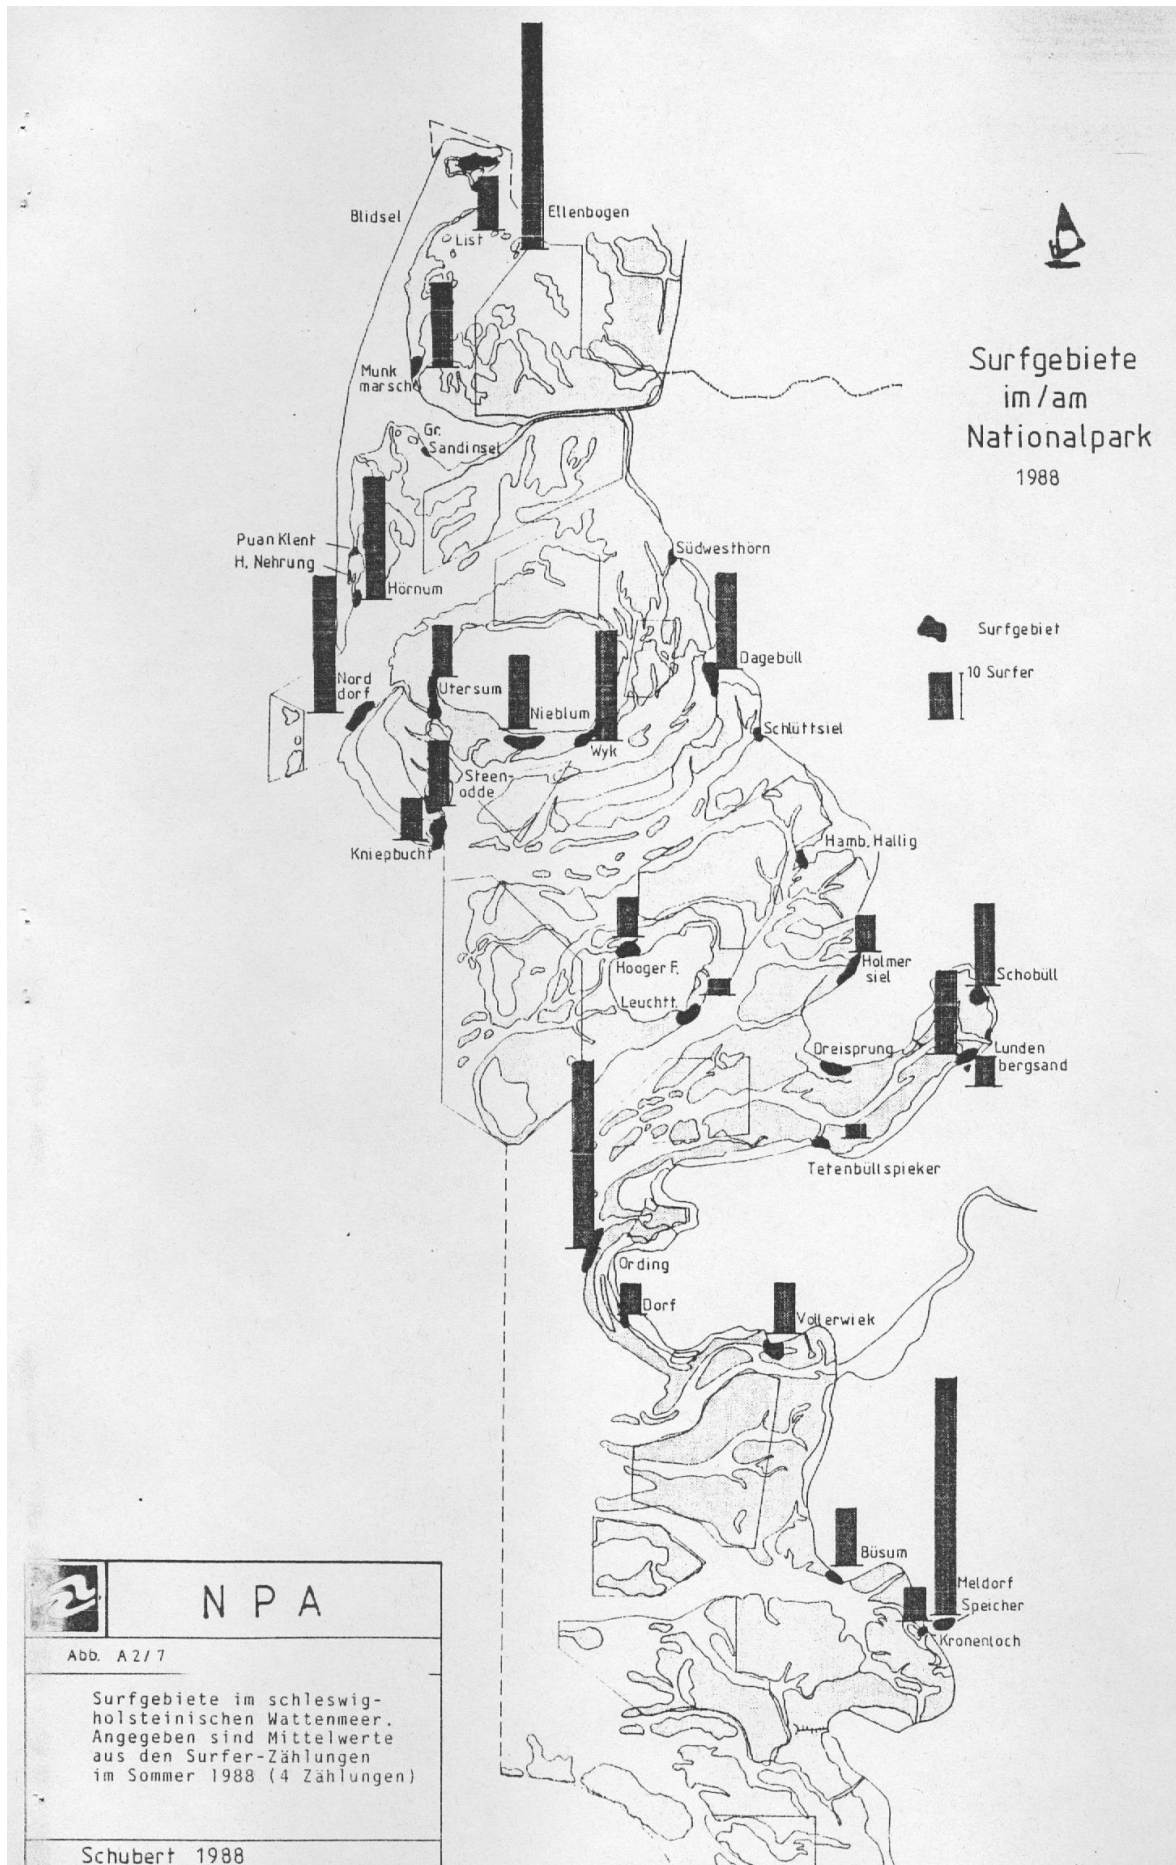 Blidsel
Ellenbogen
List
Munk
marsch
Surfgebiete
im/am
Nationalpark
1988
Gr.
Sandinsel
Puan Klent
H. Nehrung
Hörnum
Südwesthörn
Surfgebiet
10 Surfer
Dagebüll
Nord
dorf
Utersum
Nieblum
Wyk
Schlüttsiel
Steen-
odde
Kniepbucht
Hamb. Hallig
Hooger F.
Holmer
siel
Schobüll
Leuchtt.
Dreisprung
Lunden
bergsand
Tetenbüllspieker
Ording
Dorf
Vollerwiek
Büsum
Meldorf
Speicher
Kronenloch
NPA
Abb. A2/7
Surfgebiete im schleswig-
holsteinischen Wattenmeer.
Angegeben sind Mittelwerte
aus den Surfer-Zählungen
im Sommer 1988 (4 Zählungen)
Schubert 1988